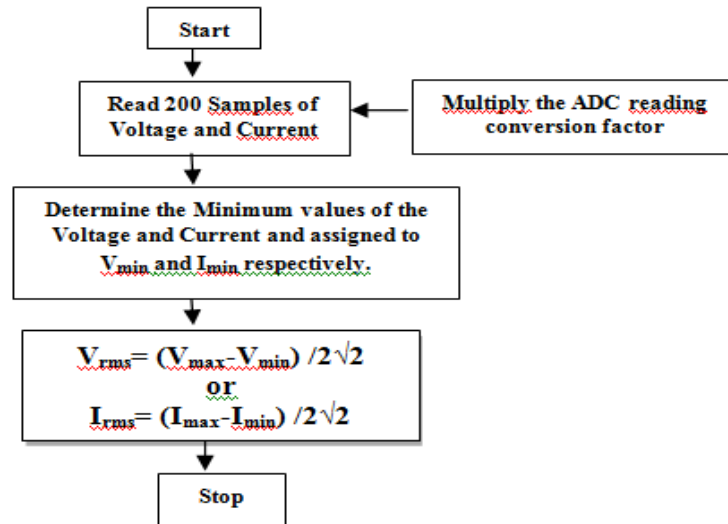 Start
Read 200 Samples of
Voltage and Current
Multiply the ADC reading
conversion factor
Determine the Minimum values of the
Voltage and Current and assigned to
Vmin and Imin respectively.
Vrms= (Vmax-Vmin) /2√2
or
Irms= (Imax-Imin) /2√2
Stop